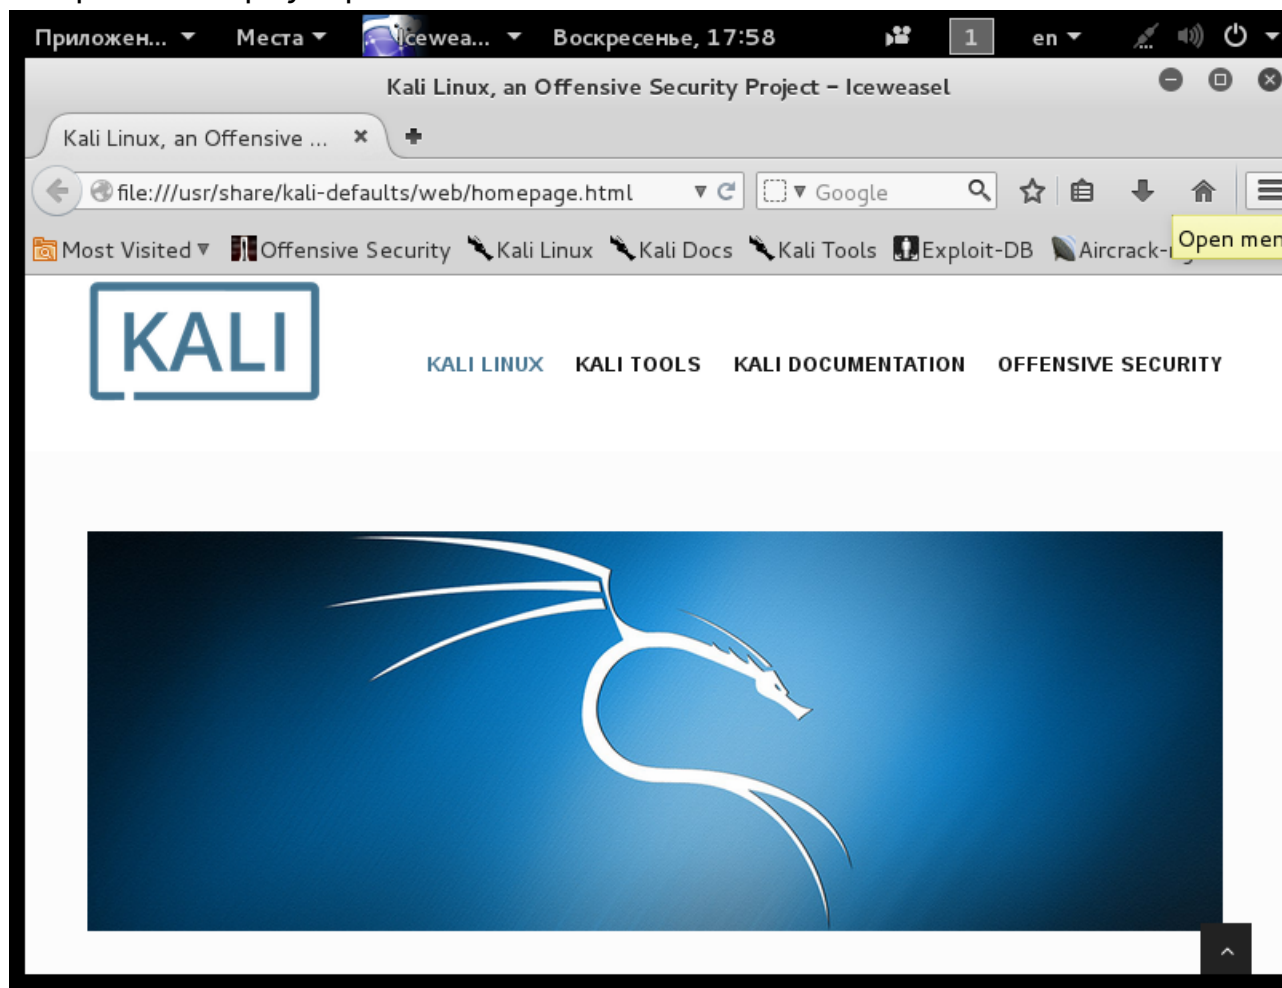 Приложен... Места Icewea... Воскресенье, 17:58 1 en
Kali Linux, an Offensive Security Project – Iceweasel
Kali Linux, an Offensive ...
file:///usr/share/kali-defaults/web/homepage.html Google
Open men
Most Visited Offensive Security Kali Linux Kali Docs Kali Tools Exploit-DB Aircrack-
KALI
KALI LINUX KALI TOOLS KALI DOCUMENTATION OFFENSIVE SECURITY